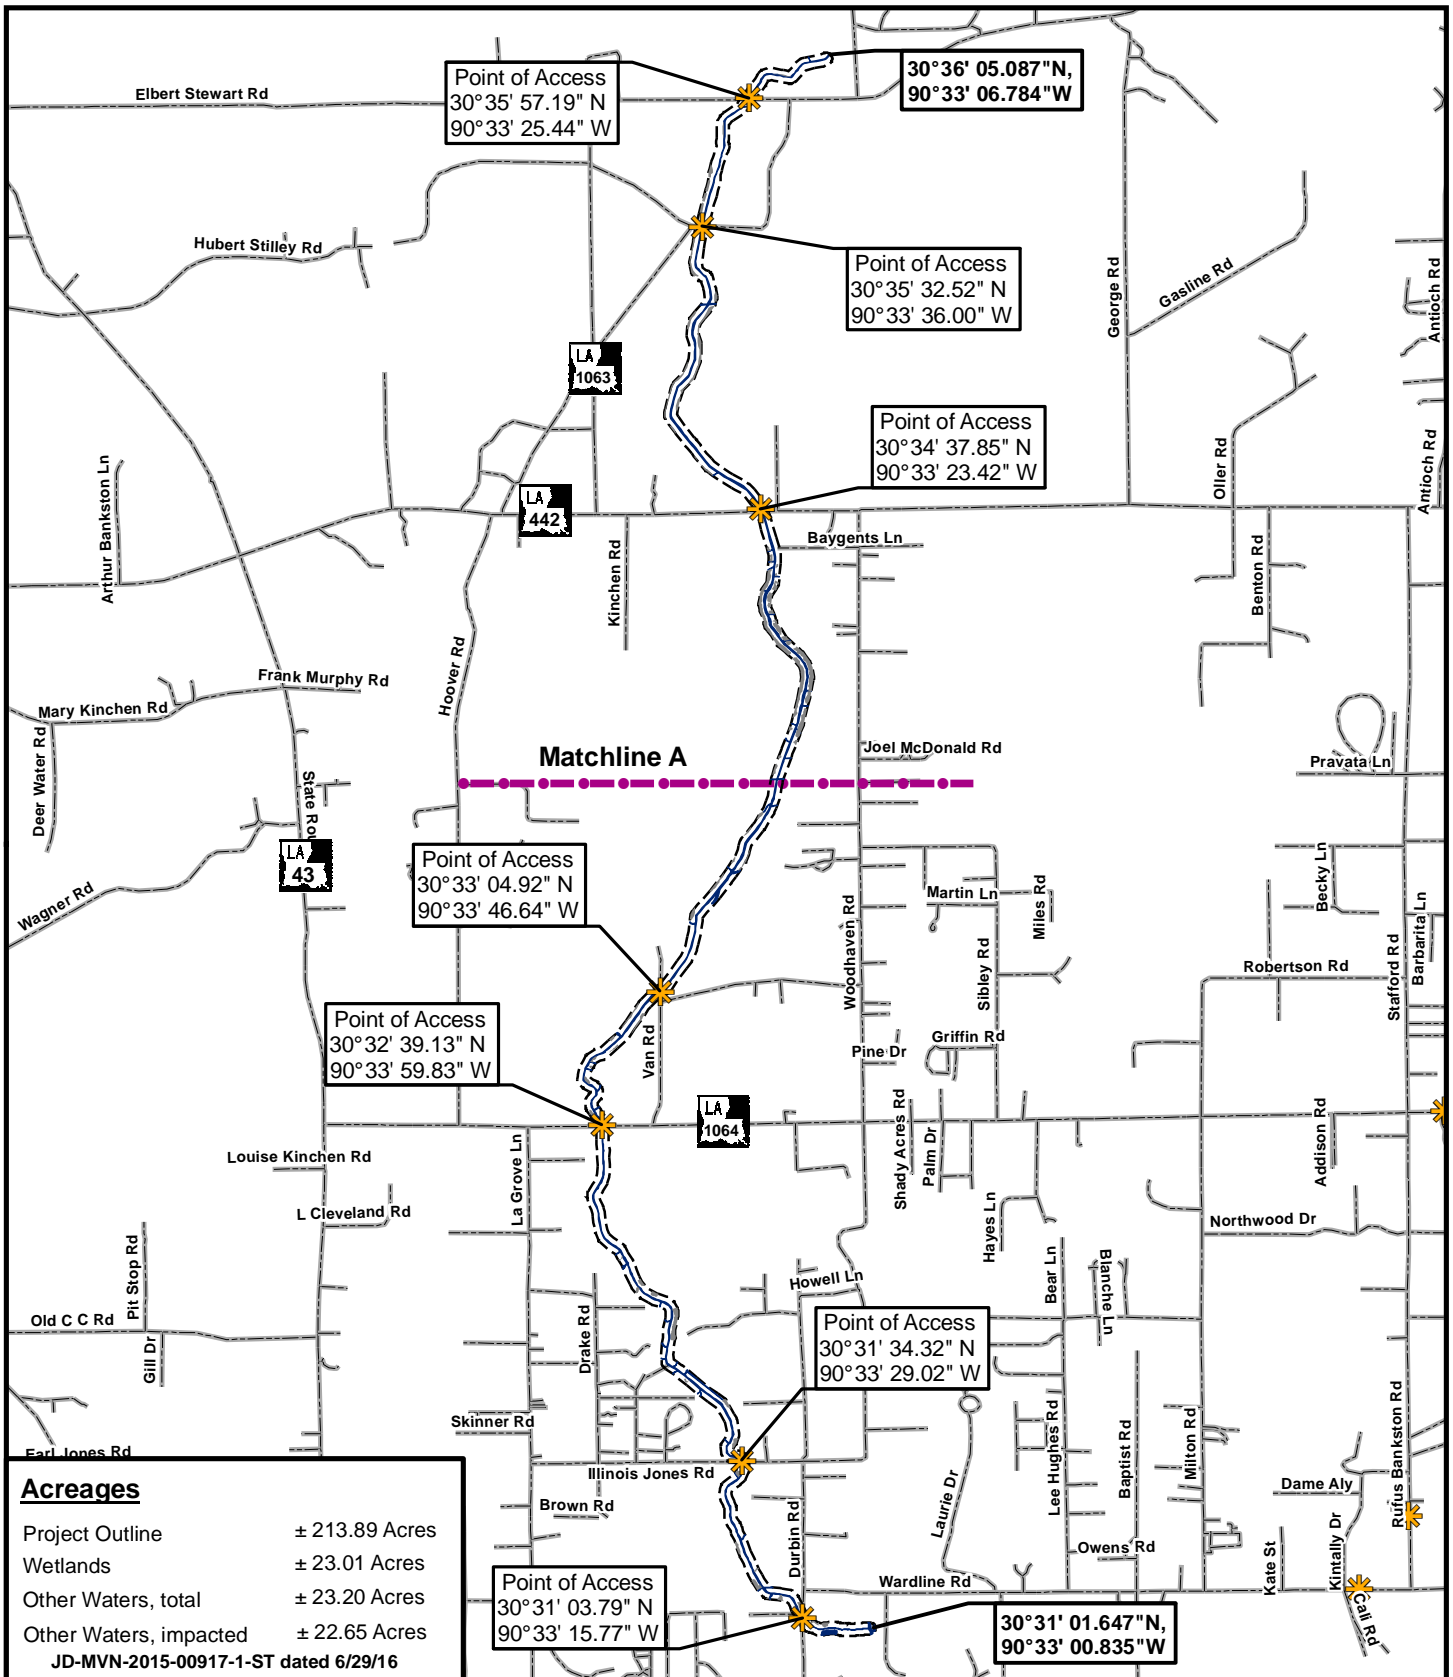 Point of Access
30°35' 57.19" N
90°33' 25.44" W
30°36' 05.087"N,
90°33' 06.784"W
Elbert Stewart Rd
Hubert Stilley Rd
Point of Access
30°35' 32.52" N
90°33' 36.00" W
George Rd
Gasline Rd
Antioch Rd
LA
1063
Point of Access
30°34' 37.85" N
90°33' 23.42" W
Arthur Bankston Ln
LA
442
Oller Rd
Antioch Rd
Kinchen Rd
Baygents Ln
Benton Rd
Hoover Rd
Frank Murphy Rd
Mary Kinchen Rd
Deer Water Rd
State Rou
Matchline A
Joel McDonald Rd
Pravata Ln
LA
43
Wagner Rd
Point of Access
30°33' 04.92" N
90°33' 46.64" W
Martin Ln
Miles Rd
Becky Ln
Barbarita Ln
Woodhaven Rd
Sibley Rd
Robertson Rd
Stafford Rd
Point of Access
30°32' 39.13" N
90°33' 59.83" W
Van Rd
Pine Dr
Griffin Rd
LA
1064
Shady Acres Rd
Palm Dr
Addison Rd
Louise Kinchen Rd
La Grove Ln
L Cleveland Rd
Hayes Ln
Northwood Dr
Pit Stop Rd
Bear Ln
Blanche Ln
Howell Ln
Old C C Rd
Gill Dr
Drake Rd
Point of Access
30°31' 34.32" N
90°33' 29.02" W
Skinner Rd
Earl Jones Rd
Illinois Jones Rd
Brown Rd
Durbin Rd
Laurie Dr
Lee Hughes Rd
Baptist Rd
Milton Rd
Dame Aly
Rufus Bankston Rd
Owens Rd
Kate St
Kintally Dr
Cali Rd
Wardline Rd
Point of Access
30°31' 03.79" N
90°33' 15.77" W
30°31' 01.647"N,
90°33' 00.835"W
Acreages
Project Outline ± 213.89 Acres
Wetlands ± 23.01 Acres
Other Waters, total ± 23.20 Acres
Other Waters, impacted ± 22.65 Acres
JD-MVN-2015-00917-1-ST dated 6/29/16